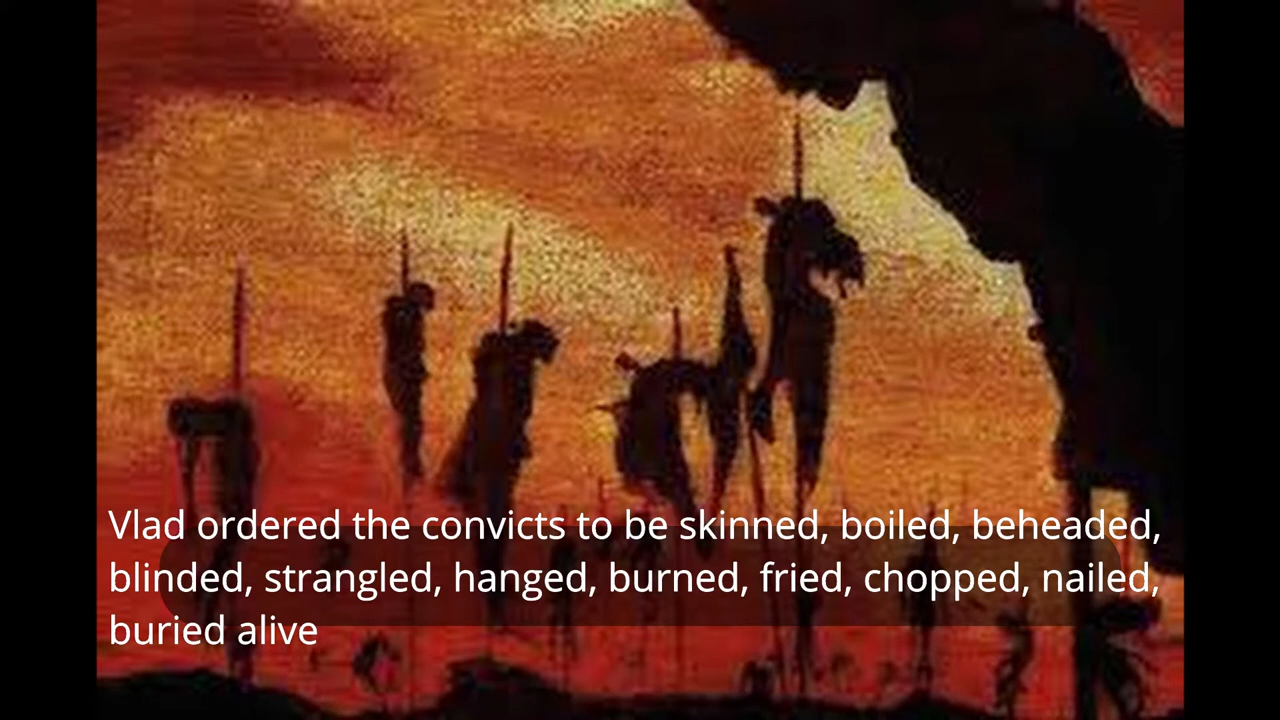 Vlad ordered the convicts to be skinned, boiled, beheaded,
blinded, strangled, hanged, burned, fried, chopped, nailed,
buried alive